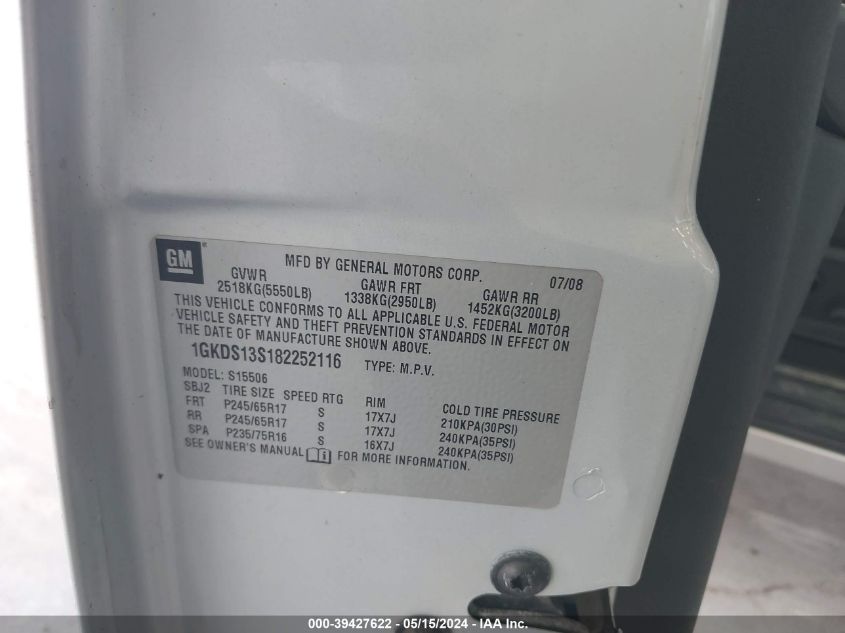 GM
MFD BY GENERAL MOTORS CORP. 07/08
GVWR GAWR FRT GAWR RR
2518KG(5550LB) 1338KG(2950LB) 1452KG(3200LB)
THIS VEHICLE CONFORMS TO ALL APPLICABLE U.S. FEDERAL MOTOR
VEHICLE SAFETY AND THEFT PREVENTION STANDARDS IN EFFECT ON
THE DATE OF MANUFACTURE SHOWN ABOVE.
1GKDS13S182252116 TYPE: M.P.V.
MODEL: S15506
SBJ2 TIRE SIZE SPEED RTG RIM COLD TIRE PRESSURE
FRT P245/65R17 S 17X7J 210KPA(30PSI)
RR P245/65R17 S 17X7J 240KPA(35PSI)
SPA P235/75R16 S 16X7J 240KPA(35PSI)
SEE OWNER'S MANUAL FOR MORE INFORMATION.
000-39427622 - 05/15/2024 - IAA Inc.